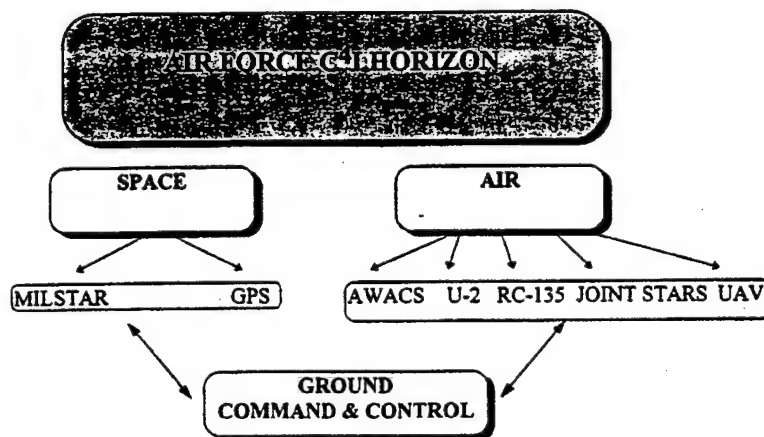 AIR FORCE C⁴I HORIZON
SPACE
AIR
MILSTAR GPS
AWACS U-2 RC-135 JOINT STARS UAV
GROUND
COMMAND & CONTROL